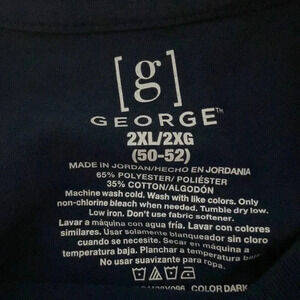 [g]
GEORGE™
2XL/2XG
(50-52)
MADE IN JORDAN/HECHO EN JORDANIA
65% POLYESTER/ POLIÉSTER
35% COTTON/ALGODÓN
Machine wash cold. Wash with like colors. Only
non-chlorine bleach when needed. Tumble dry low.
Low iron. Don't use fabric softener.
Lavar a máquina con agua fría. Lavar con colores
similares. Usar solamente blanqueador sin cloro
cuando se necesite. Secar en máquina a
temperatura baja. Planchar a temperatura baja.
No usar suavizante para ropa.
COLOR DARK